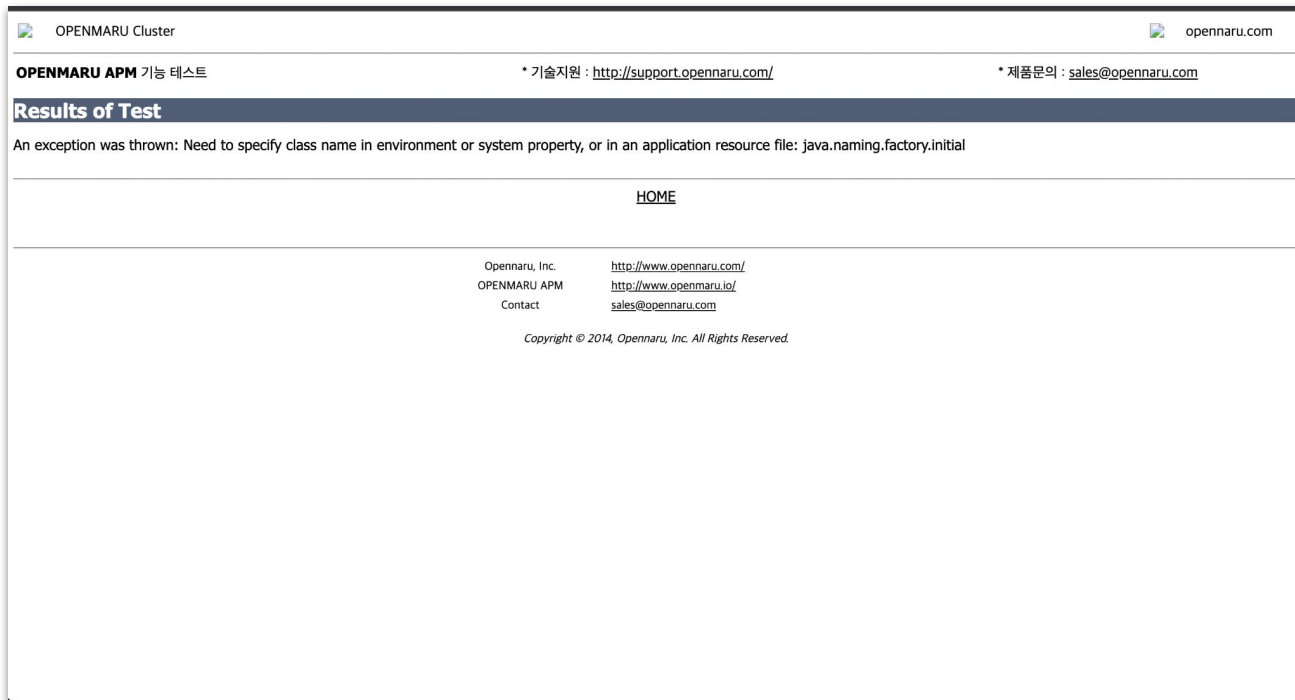 OPENMARU Cluster
opennaru.com
OPENMARU APM 기능 테스트
* 기술지원 : http://support.opennaru.com/
* 제품문의 : sales@opennaru.com
Results of Test
An exception was thrown: Need to specify class name in environment or system property, or in an application resource file: java.naming.factory.initial
HOME
Opennaru, Inc. http://www.opennaru.com/
OPENMARU APM http://www.openmaru.io/
Contact sales@opennaru.com
Copyright © 2014, Opennaru, Inc. All Rights Reserved.